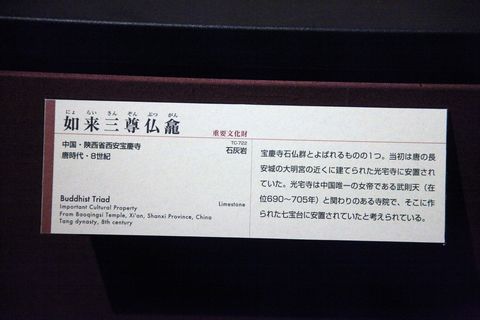 にょ らい さん ぞん ぶつ がん
如来三尊仏龕
重要文化財
中国・陝西省西安宝慶寺
唐時代・8世紀
TC-722
石灰岩
Buddhist Triad
Important Cultural Property
From Baoqingsi Temple, Xi'an, Shanxi Province, China
Tang dynasty, 8th century
Limestone
宝慶寺石仏群とよばれるものの1つ。当初は唐の長
安城の大明宮の近くに建てられた光宅寺に安置され
ていた。光宅寺は中国唯一の女帝である武則天（在
位690～705年）と関わりのある寺院で、そこに作
られた七宝台に安置されていたと考えられている。